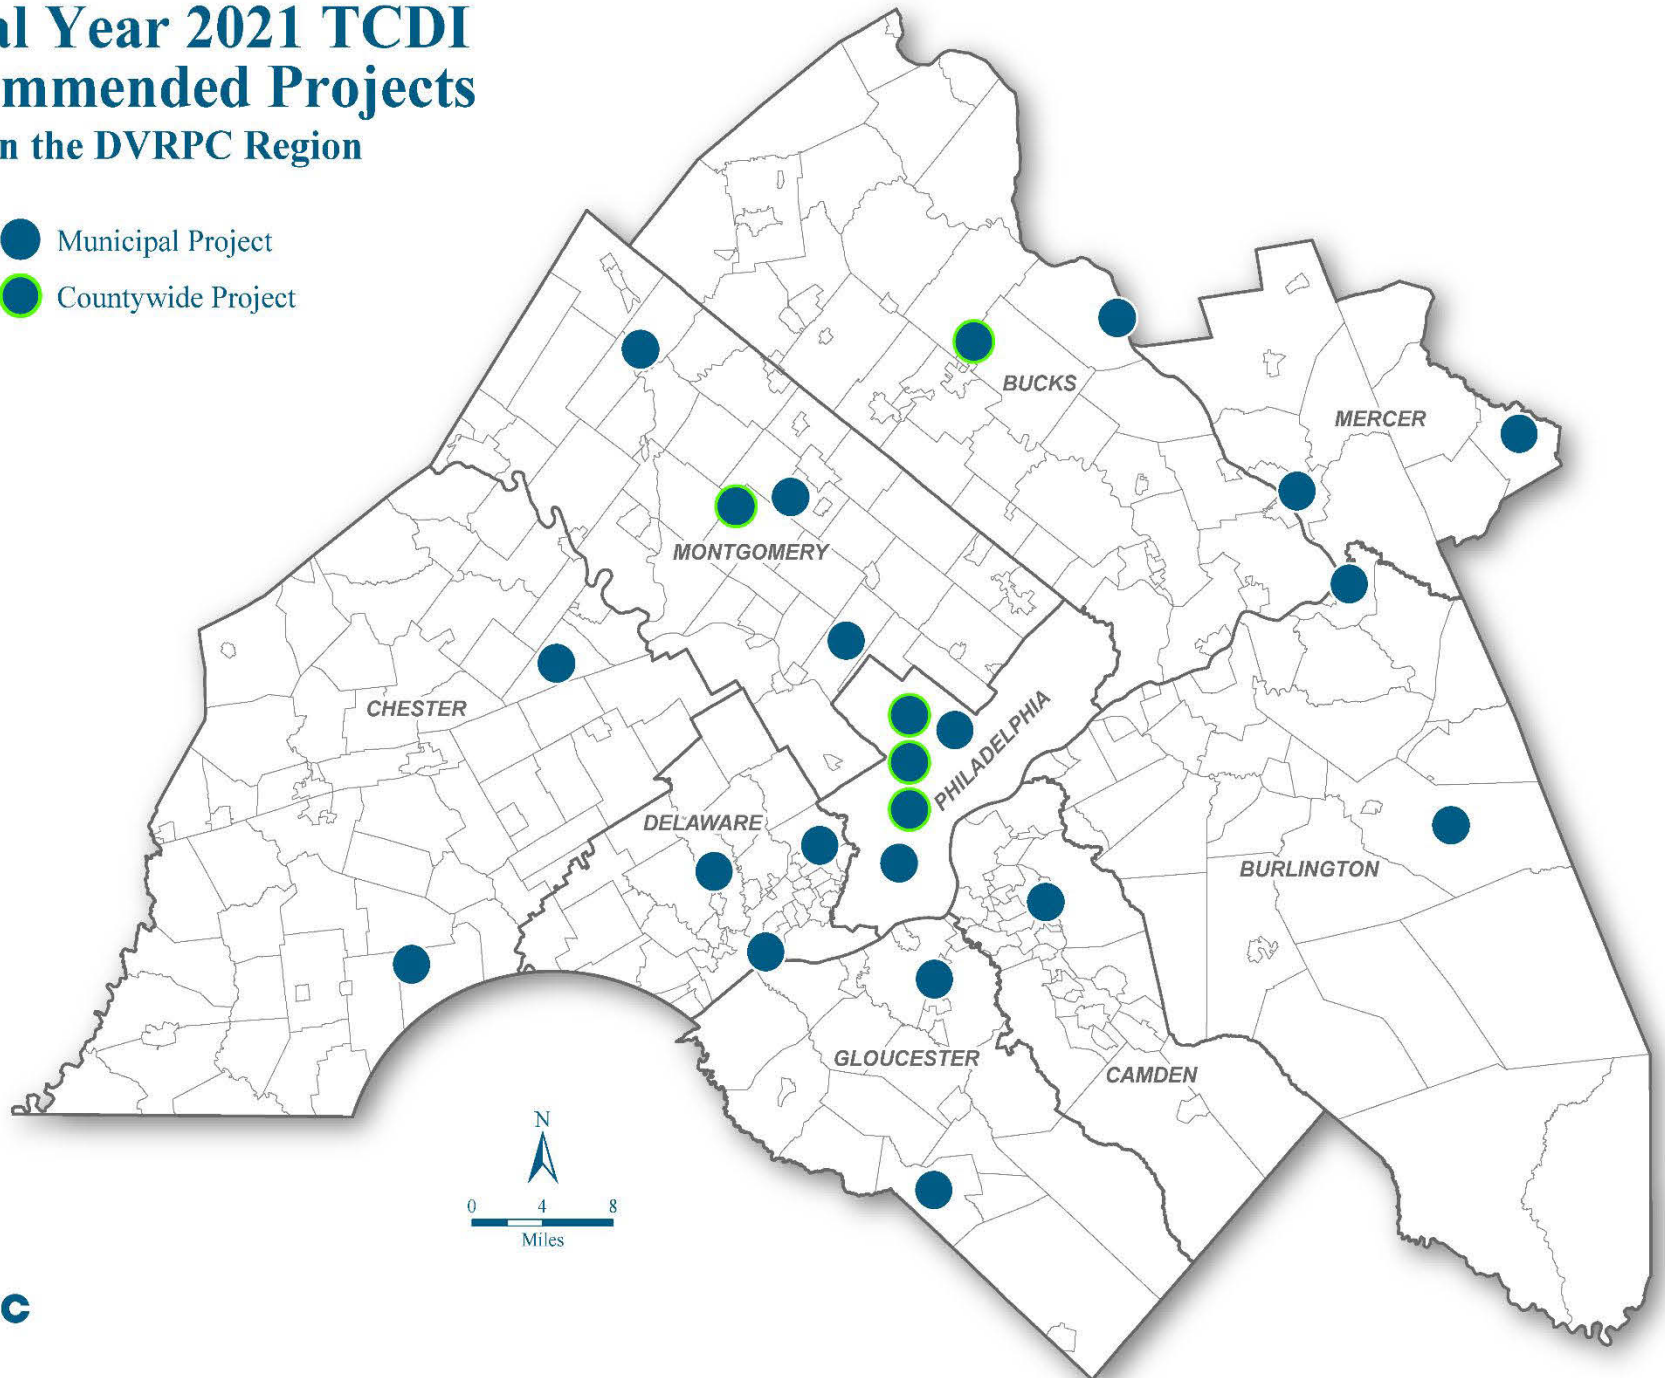 al Year 2021 TCDI
mmended Projects
n the DVRPC Region
Municipal Project
Countywide Project
BUCKS
MERCER
MONTGOMERY
CHESTER
PHILADELPHIA
DELAWARE
BURLINGTON
GLOUCESTER
CAMDEN
N
0 4 8
Miles
c